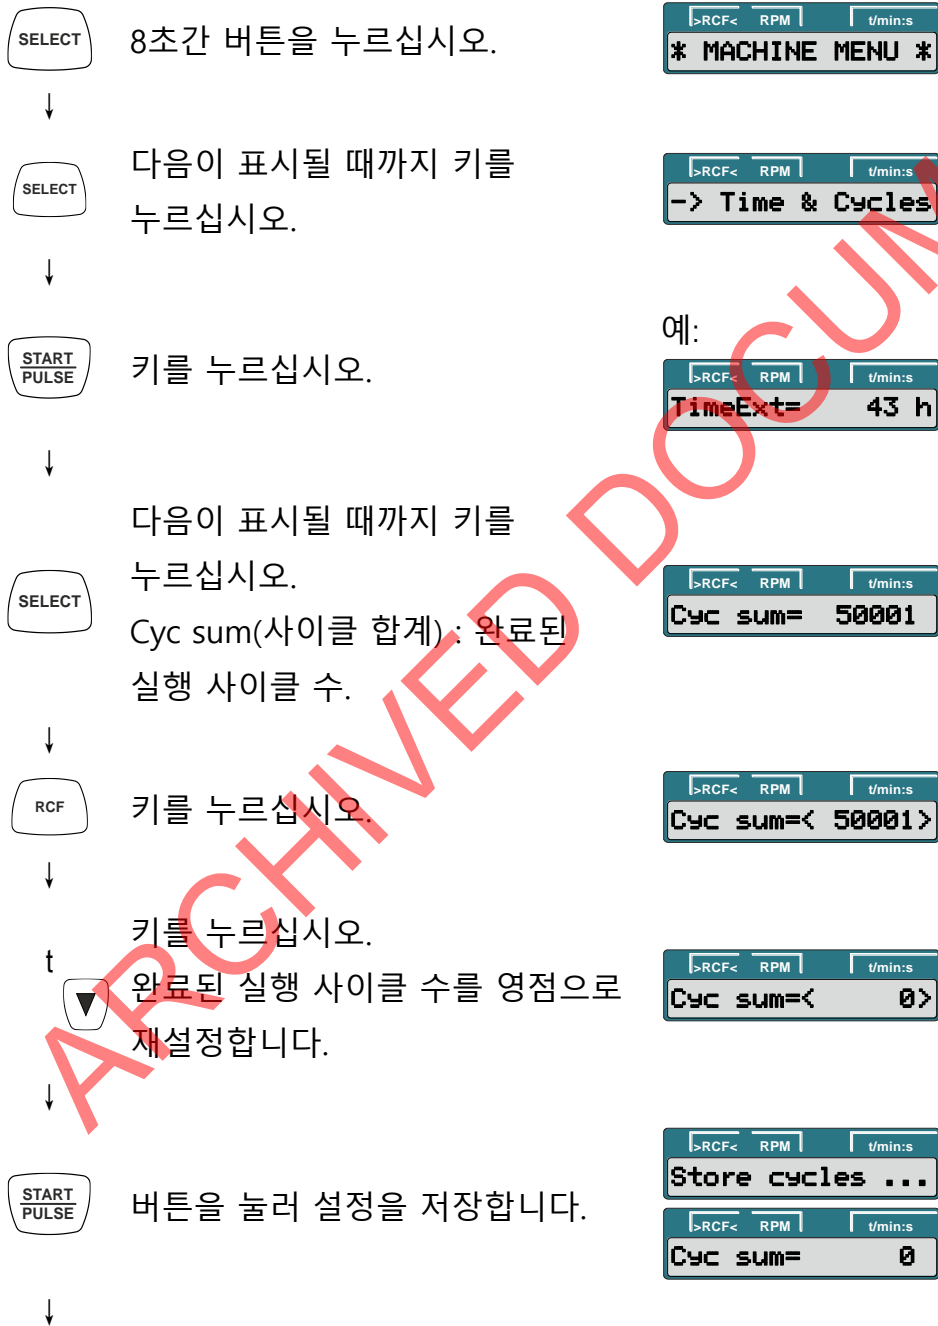 SELECT
8초간 버튼을 누르십시오.
>RCF< RPM t/min:s
* MACHINE MENU *
↓
SELECT
다음이 표시될 때까지 키를
누르십시오.
>RCF< RPM t/min:s
-> Time & Cycles
↓
START
PULSE
키를 누르십시오.
예:
>RCF< RPM t/min:s
TimeExt= 43 h
↓
SELECT
다음이 표시될 때까지 키를
누르십시오.
Cyc sum(사이클 합계) : 완료된
실행 사이클 수.
>RCF< RPM t/min:s
Cyc sum= 50001
↓
RCF
키를 누르십시오.
>RCF< RPM t/min:s
Cyc sum=< 50001>
↓
t
▼
키를 누르십시오.
완료된 실행 사이클 수를 영점으로
재설정합니다.
>RCF< RPM t/min:s
Cyc sum=< 0>
↓
START
PULSE
버튼을 눌러 설정을 저장합니다.
>RCF< RPM t/min:s
Store cycles ...
>RCF< RPM t/min:s
Cyc sum= 0
↓
ARCHIVED DOCUM